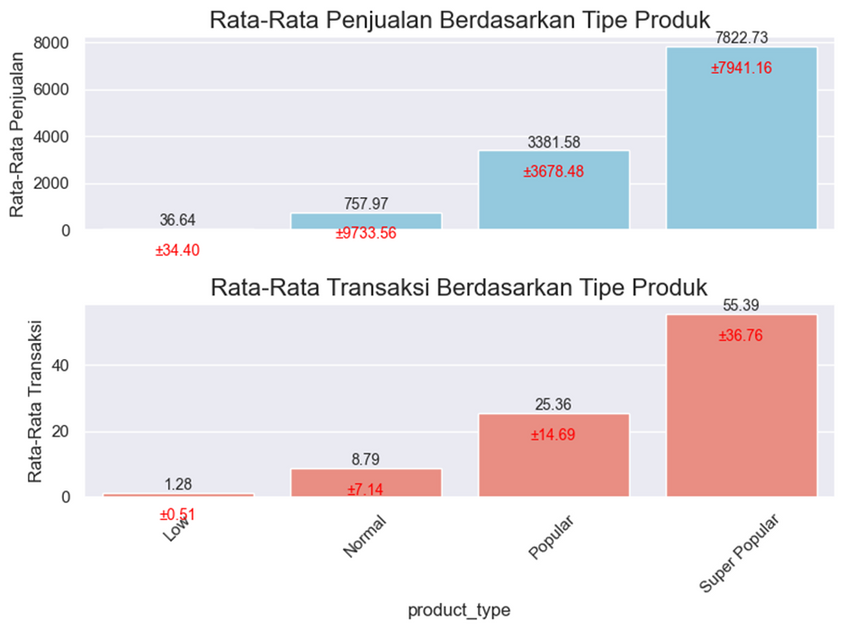 Rata-Rata Penjualan Berdasarkan Tipe Produk
Rata-Rata Penjualan
8000
6000
4000
2000
0
36.64
±34.40
757.97
±9733.56
3381.58
±3678.48
7822.73
±7941.16
Rata-Rata Transaksi Berdasarkan Tipe Produk
Rata-Rata Transaksi
40
20
0
1.28
±0.51
8.79
±7.14
25.36
±14.69
55.39
±36.76
Low
Normal
Popular
Super Popular
product_type